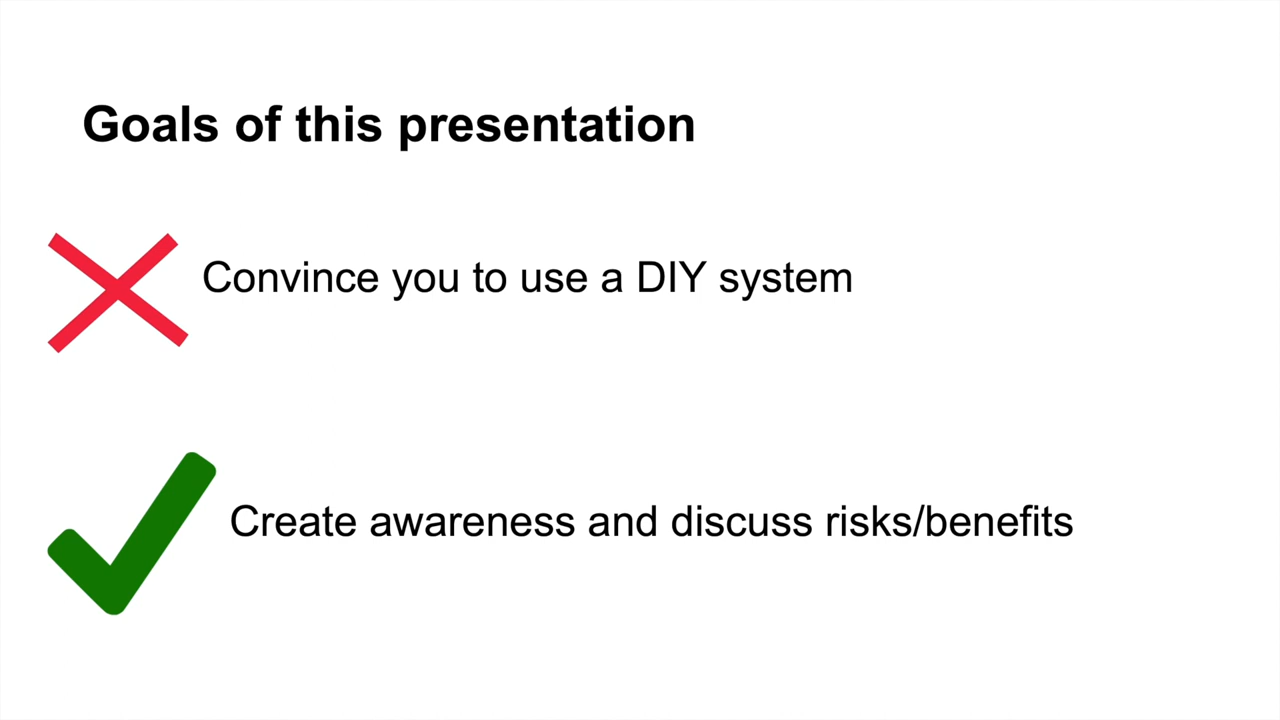 Goals of this presentation
Convince you to use a DIY system
Create awareness and discuss risks/benefits